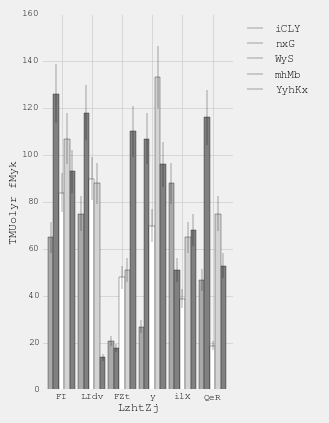 160
140
120
100
80
60
40
20
0
TMUolyr fMyk
FI LIdv FZt y ilX QeR
LzhtZj
iCLY
nxG
WyS
mhMb
YyhKx